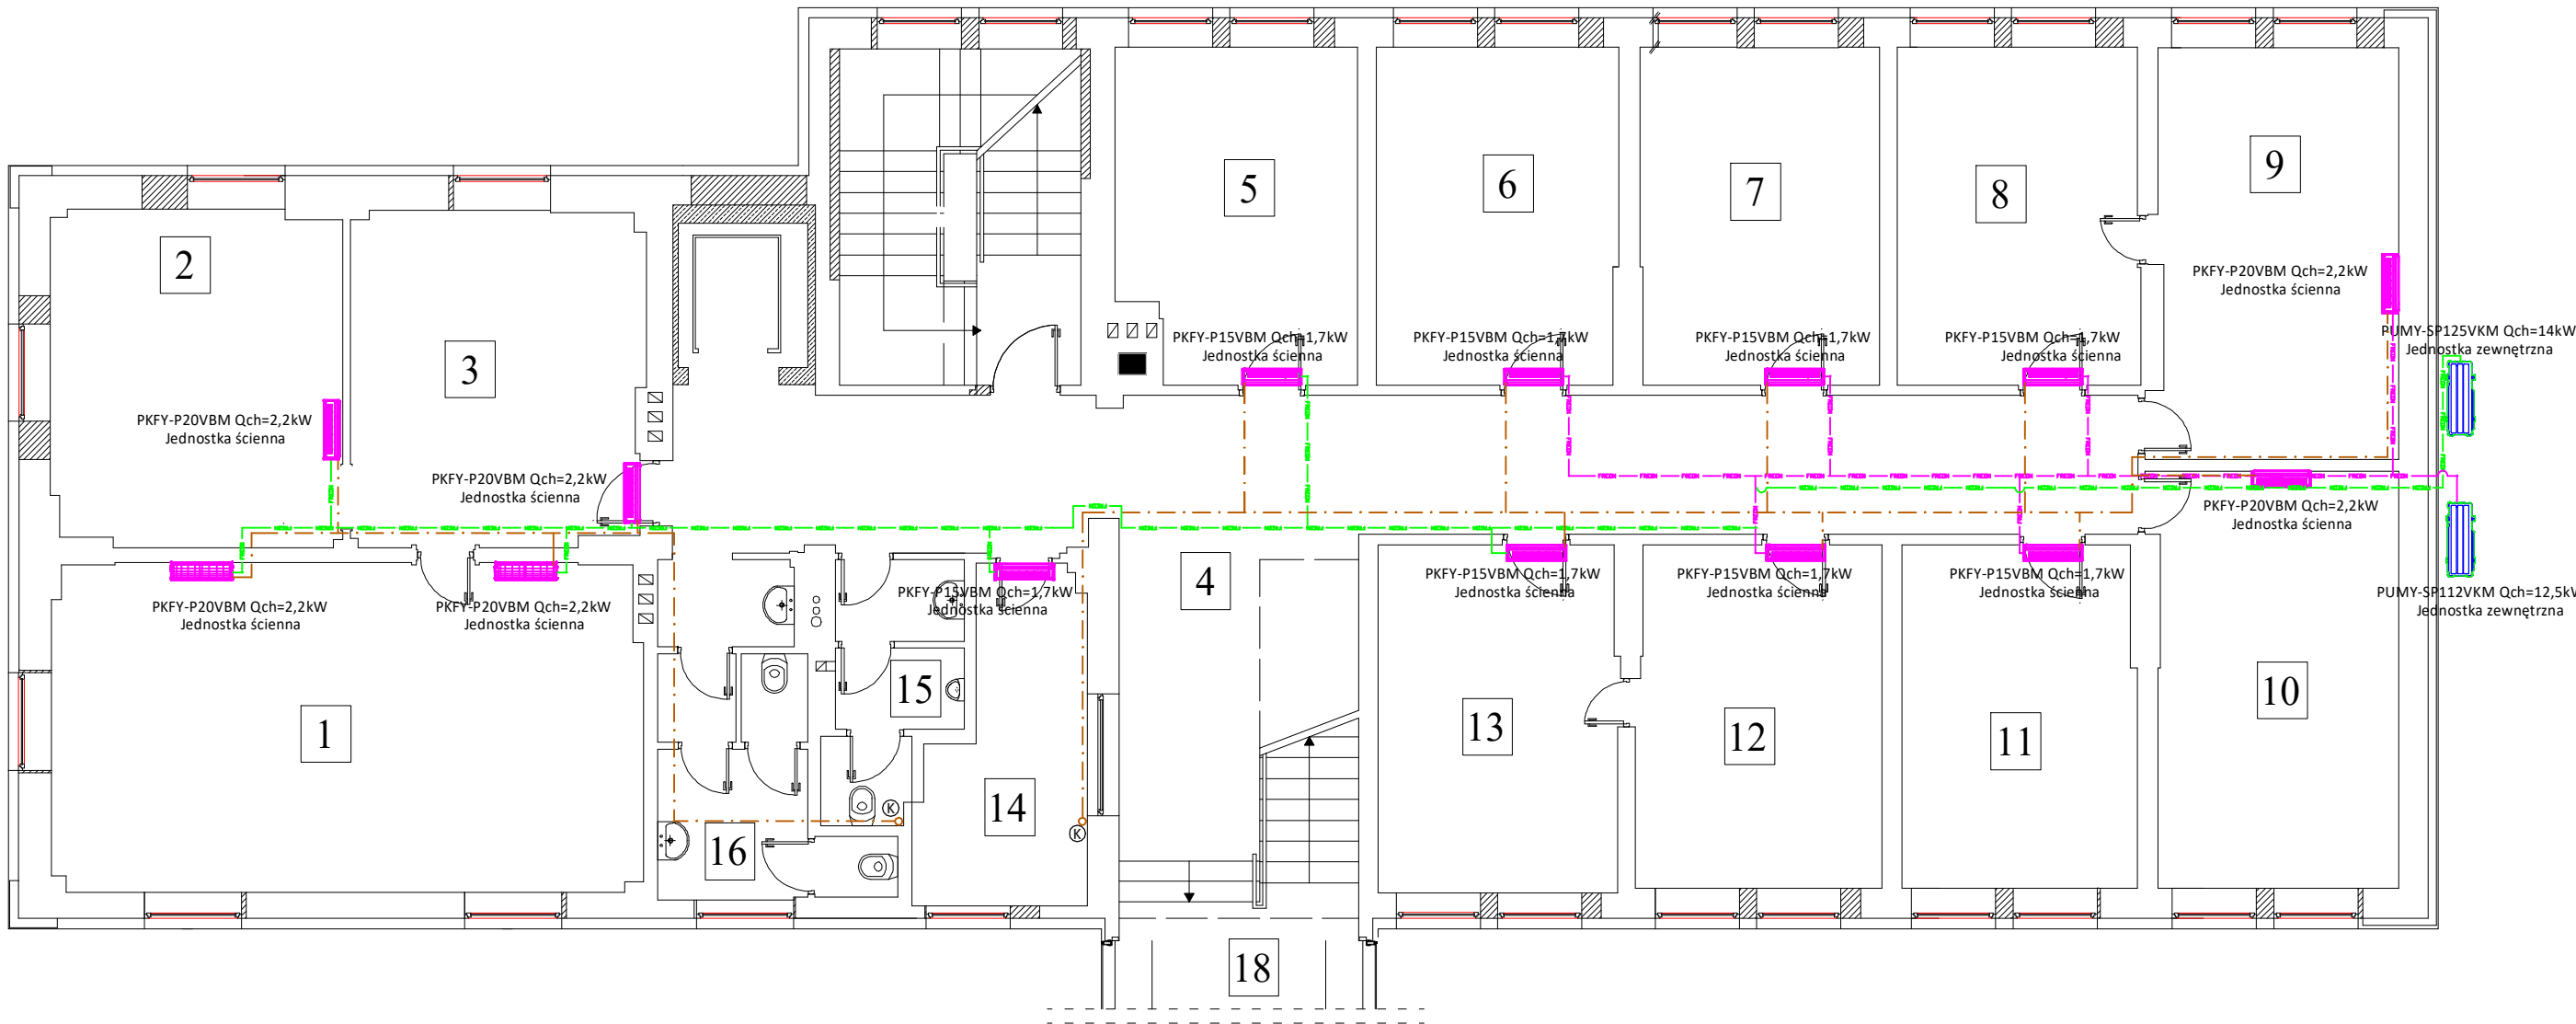 5
6
7
8
9
2
3
PKFY-P20VBM Qch=2,2kW
Jednostka ścienna
PUMY-SP125VKM Qch=14kW
Jednostka zewnętrzna
PKFY-P15VBM Qch=1,7kW
Jednostka ścienna
PKFY-P15VBM Qch=1,7kW
Jednostka ścienna
PKFY-P15VBM Qch=1,7kW
Jednostka ścienna
PKFY-P15VBM Qch=1,7kW
Jednostka ścienna
PKFY-P20VBM Qch=2,2kW
Jednostka ścienna
PKFY-P20VBM Qch=2,2kW
Jednostka ścienna
PKFY-P20VBM Qch=2,2kW
Jednostka ścienna
PKFY-P20VBM Qch=2,2kW
Jednostka ścienna
PKFY-P20VBM Qch=2,2kW
Jednostka ścienna
PKFY-P15VBM Qch=1,7kW
Jednostka ścienna
4
PKFY-P15VBM Qch=1,7kW
Jednostka ścienna
PKFY-P15VBM Qch=1,7kW
Jednostka ścienna
PKFY-P15VBM Qch=1,7kW
Jednostka ścienna
PUMY-SP112VKM Qch=12,5kW
Jednostka zewnętrzna
1
15
13
12
11
10
14
K
K
16
18